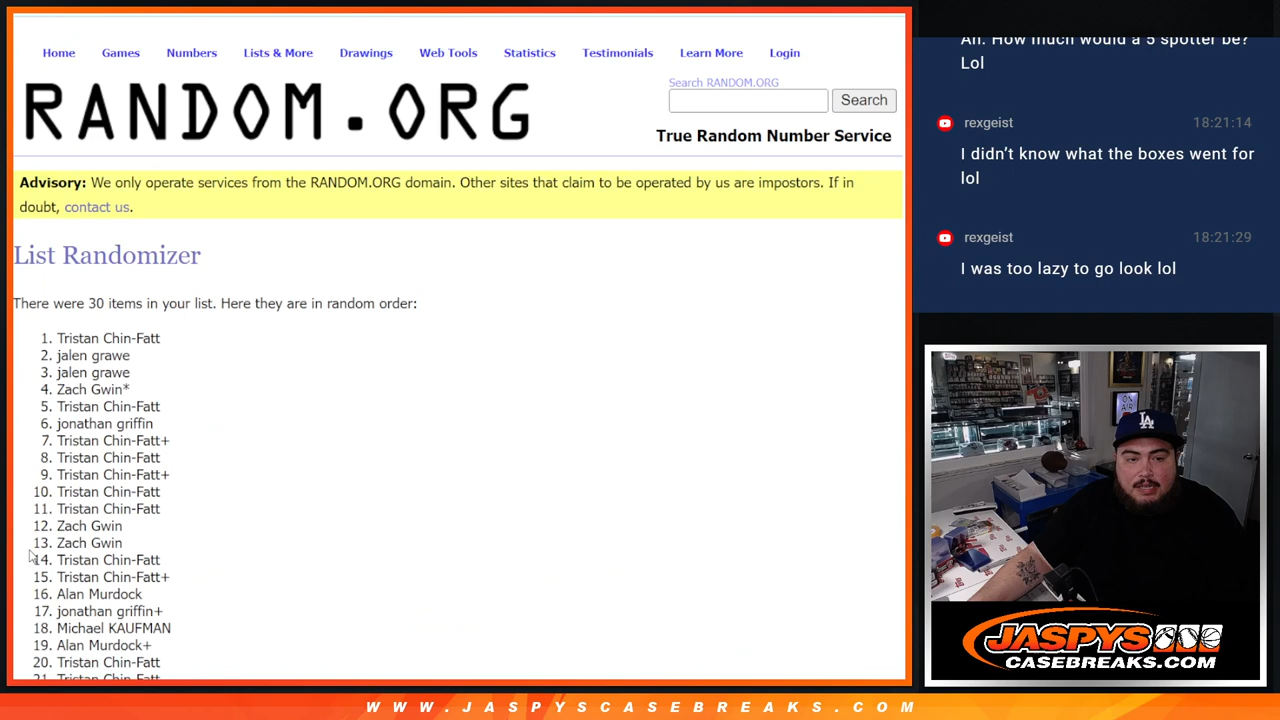 Home Games Numbers Lists & More Drawings Web Tools Statistics Testimonials Learn More Login
RANDOM.ORG
Search RANDOM.ORG
Search
True Random Number Service
Advisory: We only operate services from the RANDOM.ORG domain. Other sites that claim to be operated by us are impostors. If in
doubt, contact us.
List Randomizer
There were 30 items in your list. Here they are in random order:
1. Tristan Chin-Fatt
2. jalen grawe
3. jalen grawe
4. Zach Gwin*
5. Tristan Chin-Fatt
6. jonathan griffin
7. Tristan Chin-Fatt+
8. Tristan Chin-Fatt
9. Tristan Chin-Fatt+
10. Tristan Chin-Fatt
11. Tristan Chin-Fatt
12. Zach Gwin
13. Zach Gwin
14. Tristan Chin-Fatt
15. Tristan Chin-Fatt+
16. Alan Murdock
17. jonathan griffin+
18. Michael KAUFMAN
19. Alan Murdock+
20. Tristan Chin-Fatt
21. Tristan Chin-Fatt
Ah. How much would a 5 spotter be?
Lol
rexgeist 18:21:14
I didn’t know what the boxes went for
lol
rexgeist 18:21:29
I was too lazy to go look lol
ON
AIR
LA
JASPYS
CASEBREAKS.COM
WWW.JASPYSCASEBREAKS.COM